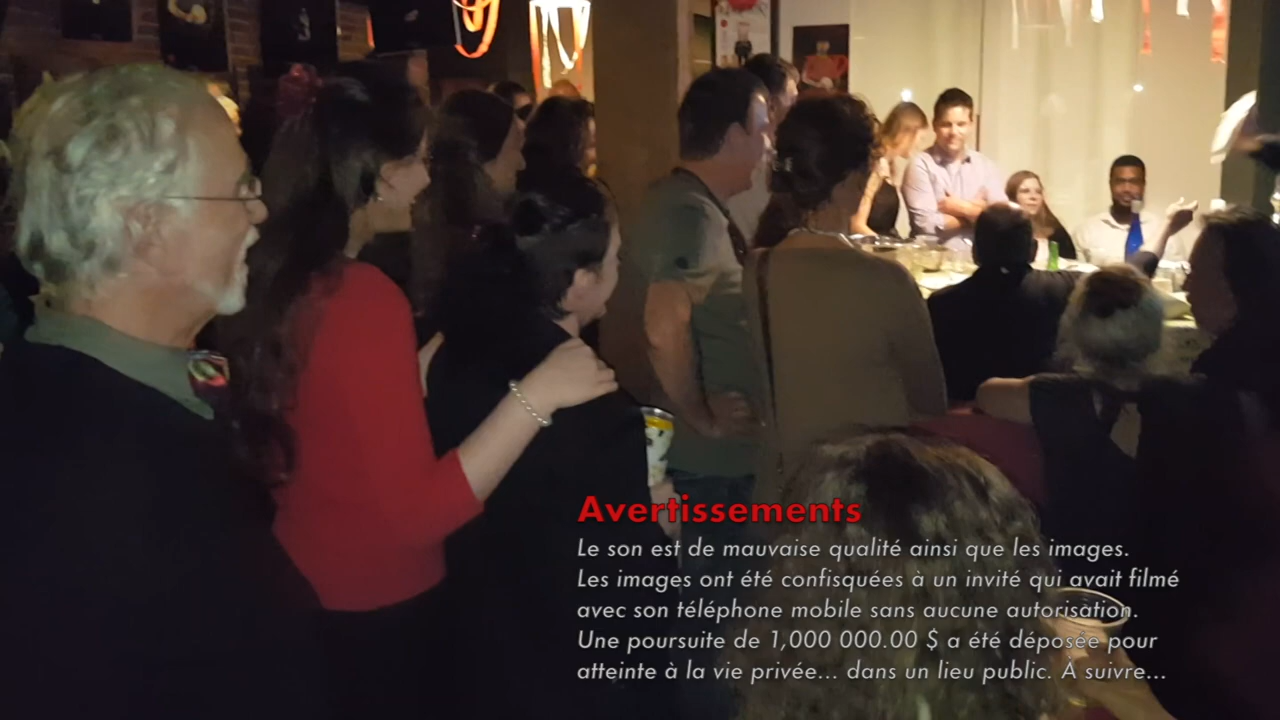 Avertissements
Le son est de mauvaise qualité ainsi que les images.
Les images ont été confisquées à un invité qui avait filmé
avec son téléphone mobile sans aucune autorisation.
Une poursuite de 1,000 000.00 $ a été déposée pour
atteinte à la vie privée... dans un lieu public. À suivre...